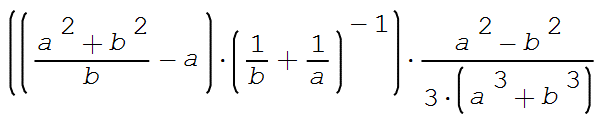 (((a^2+b^2)/b − a)·(1/b + 1/a)^−1)·(a^2−b^2)/(3·(a^3+b^3))